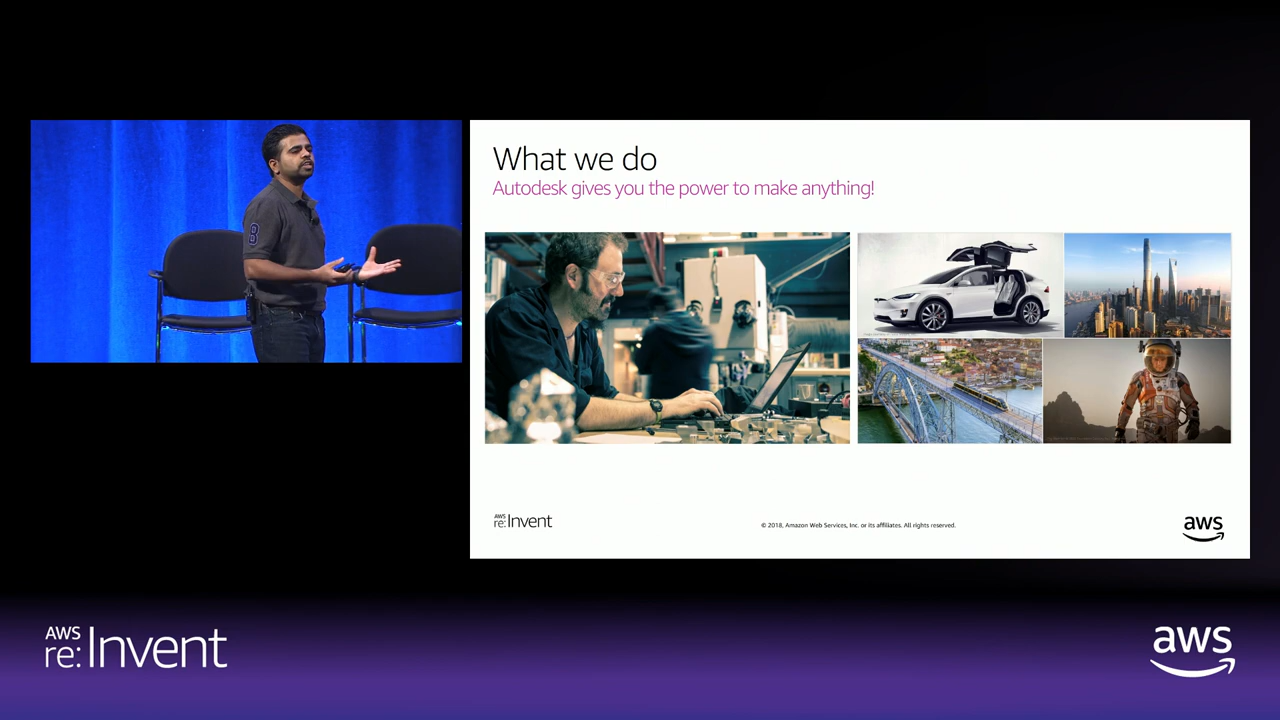 What we do
Autodesk gives you the power to make anything!
AWS
re:Invent
© 2018, Amazon Web Services, Inc. or its affiliates. All rights reserved.
aws
AWS
re:Invent
aws